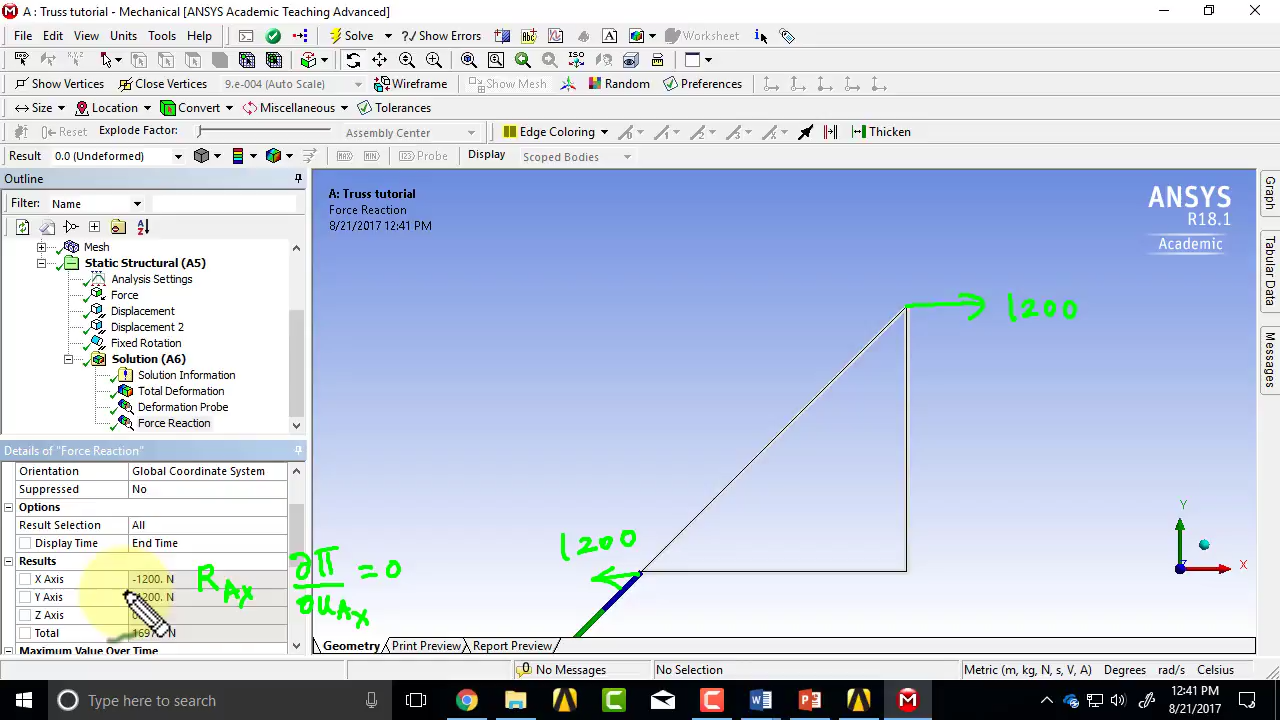 A : Truss tutorial - Mechanical [ANSYS Academic Teaching Advanced]
File Edit View Units Tools Help Solve Show Errors Worksheet
Show Vertices Close Vertices 9.e-004 (Auto Scale) Wireframe Show Mesh Random Preferences
Size Location Convert Miscellaneous Tolerances
Reset Explode Factor: Assembly Center Edge Coloring Thicken
Result 0.0 (Undeformed) Probe Display Scoped Bodies
Outline
Filter: Name
Mesh
Static Structural (A5)
Analysis Settings
Force
Displacement
Displacement 2
Fixed Rotation
Solution (A6)
Solution Information
Total Deformation
Deformation Probe
Force Reaction
Details of "Force Reaction"
Orientation Global Coordinate System
Suppressed No
Options
Result Selection All
Display Time End Time
Results
X Axis -1200. N
Y Axis 200. N
Z Axis
Total N
Maximum Value Over Time
A: Truss tutorial
Force Reaction
8/21/2017 12:41 PM
ANSYS
R18.1
Academic
1200
1200
R_Ax ∂Π/∂u_Ax = 0
Y
X
Z
Graph
Tabular Data
Messages
Geometry Print Preview Report Preview
0 No Messages No Selection Metric (m, kg, N, s, V, A) Degrees rad/s Celsius
Type here to search
12:41 PM
8/21/2017